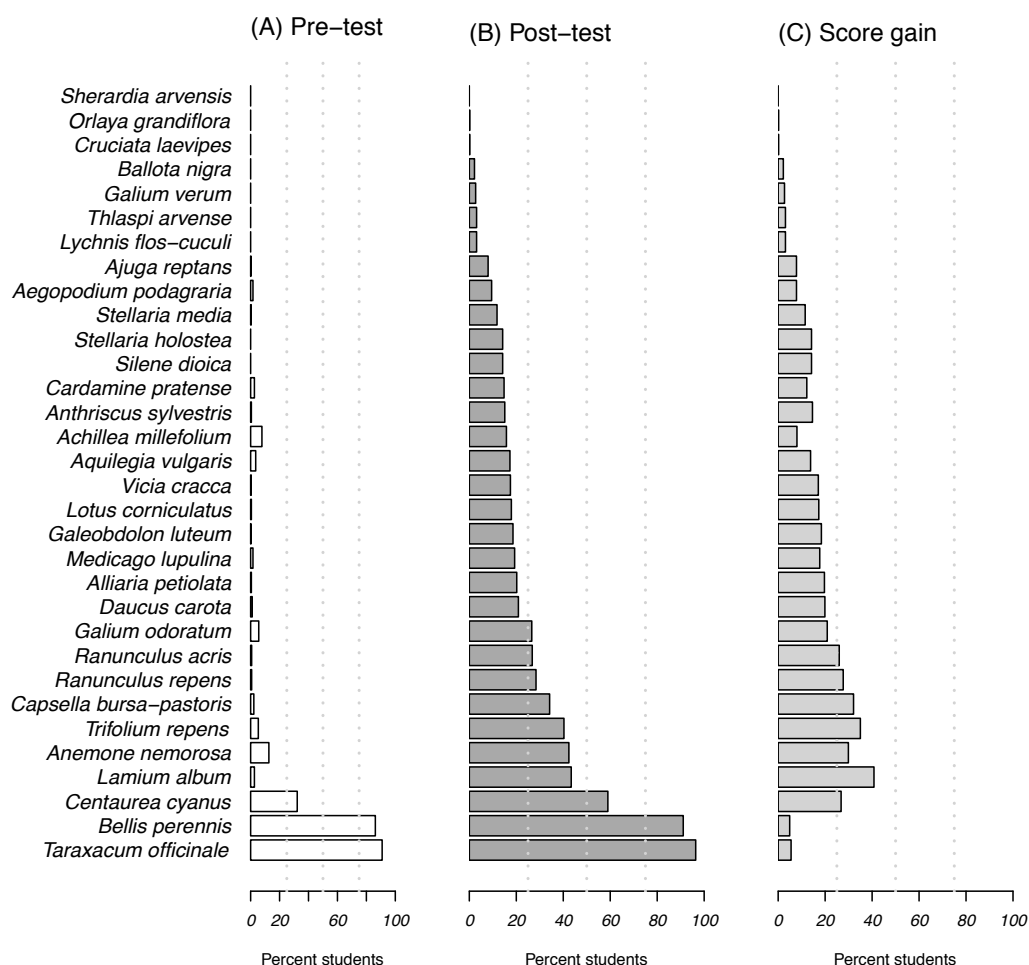 (A) Pre−test
(B) Post−test
(C) Score gain
Sherardia arvensis
Orlaya grandiflora
Cruciata laevipes
Ballota nigra
Galium verum
Thlaspi arvense
Lychnis flos−cuculi
Ajuga reptans
Aegopodium podagraria
Stellaria media
Stellaria holostea
Silene dioica
Cardamine pratense
Anthriscus sylvestris
Achillea millefolium
Aquilegia vulgaris
Vicia cracca
Lotus corniculatus
Galeobdolon luteum
Medicago lupulina
Alliaria petiolata
Daucus carota
Galium odoratum
Ranunculus acris
Ranunculus repens
Capsella bursa−pastoris
Trifolium repens
Anemone nemorosa
Lamium album
Centaurea cyanus
Bellis perennis
Taraxacum officinale
0 20 60 100
0 20 40 60 80 100
0 20 40 60 80 100
Percent students
Percent students
Percent students